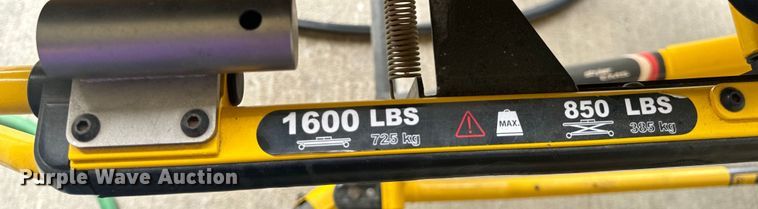 1600 LBS
725 kg
MAX
850 LBS
385 kg
Purple Wave Auction